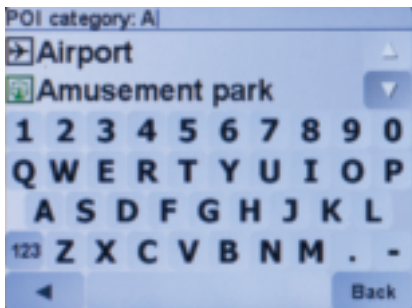 POI category: A
Airport
Amusement park
1 2 3 4 5 6 7 8 9 0
Q W E R T Y U I O P
A S D F G H J K L
123 Z X C V B N M . -
Back